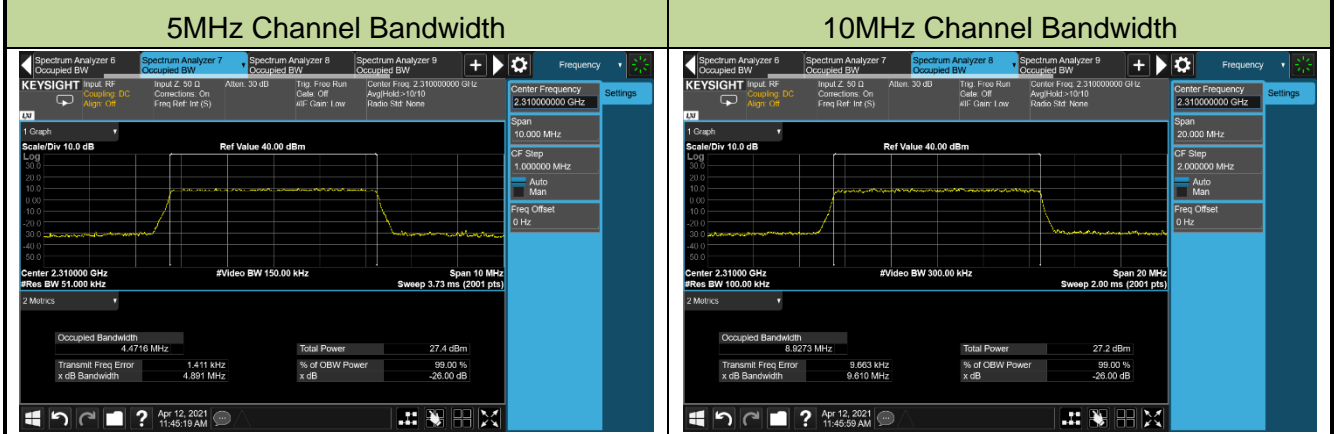 5MHz Channel Bandwidth
Spectrum Analyzer 6
Occupied BW
Spectrum Analyzer 7
Occupied BW
Spectrum Analyzer 8
Occupied BW
Spectrum Analyzer 9
Occupied BW
Frequency
KEYSIGHT
Input: RF
Coupling: DC
Align: Off
Input Z: 50 Ω
Corrections: On
Freq Ref: Int (S)
Atten: 30 dB
Trig: Free Run
Gate: Off
#IF Gain: Low
Center Freq: 2.310000000 GHz
Avg|Hold:>10/10
Radio Std: None
LXI
Center Frequency
2.310000000 GHz
Settings
Span
10.000 MHz
CF Step
1.000000 MHz
Auto
Man
Freq Offset
0 Hz
1 Graph
Scale/Div 10.0 dB
Ref Value 40.00 dBm
Log
30.0
20.0
10.0
0.00
-10.0
-20.0
-30.0
-40.0
-50.0
Center 2.310000 GHz
#Video BW 150.00 kHz
Span 10 MHz
#Res BW 51.000 kHz
Sweep 3.73 ms (2001 pts)
2 Metrics
Occupied Bandwidth
4.4716 MHz
Total Power 27.4 dBm
Transmit Freq Error 1.411 kHz
% of OBW Power 99.00 %
x dB Bandwidth 4.891 MHz
x dB -26.00 dB
Apr 12, 2021
11:45:19 AM
10MHz Channel Bandwidth
Spectrum Analyzer 6
Occupied BW
Spectrum Analyzer 7
Occupied BW
Spectrum Analyzer 8
Occupied BW
Spectrum Analyzer 9
Occupied BW
Frequency
KEYSIGHT
Input: RF
Coupling: DC
Align: Off
Input Z: 50 Ω
Corrections: On
Freq Ref: Int (S)
Atten: 30 dB
Trig: Free Run
Gate: Off
#IF Gain: Low
Center Freq: 2.310000000 GHz
Avg|Hold:>10/10
Radio Std: None
LXI
Center Frequency
2.310000000 GHz
Settings
Span
20.000 MHz
CF Step
2.000000 MHz
Auto
Man
Freq Offset
0 Hz
1 Graph
Scale/Div 10.0 dB
Ref Value 40.00 dBm
Log
30.0
20.0
10.0
0.00
-10.0
-20.0
-30.0
-40.0
-50.0
Center 2.31000 GHz
#Video BW 300.00 kHz
Span 20 MHz
#Res BW 100.00 kHz
Sweep 2.00 ms (2001 pts)
2 Metrics
Occupied Bandwidth
8.9273 MHz
Total Power 27.2 dBm
Transmit Freq Error 9.663 kHz
% of OBW Power 99.00 %
x dB Bandwidth 9.610 MHz
x dB -26.00 dB
Apr 12, 2021
11:45:59 AM